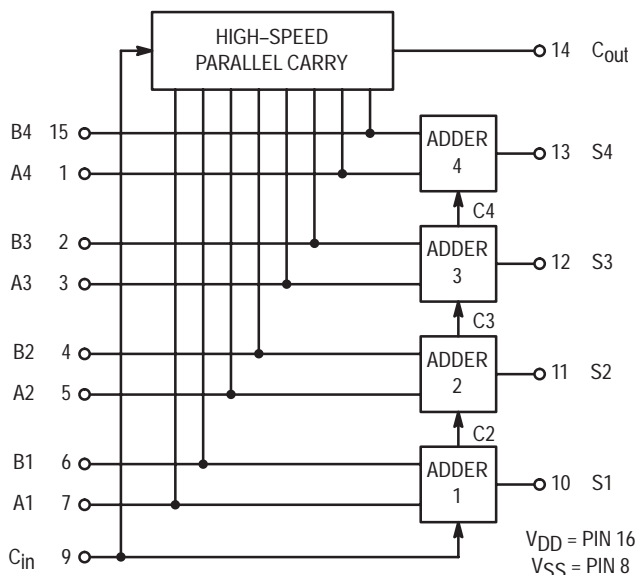 HIGH–SPEED
PARALLEL CARRY
14 Cout
B4 15
A4 1
ADDER
4
13 S4
C4
B3 2
A3 3
ADDER
3
12 S3
C3
B2 4
A2 5
ADDER
2
11 S2
C2
B1 6
A1 7
ADDER
1
10 S1
Cin 9
VDD = PIN 16
VSS = PIN 8